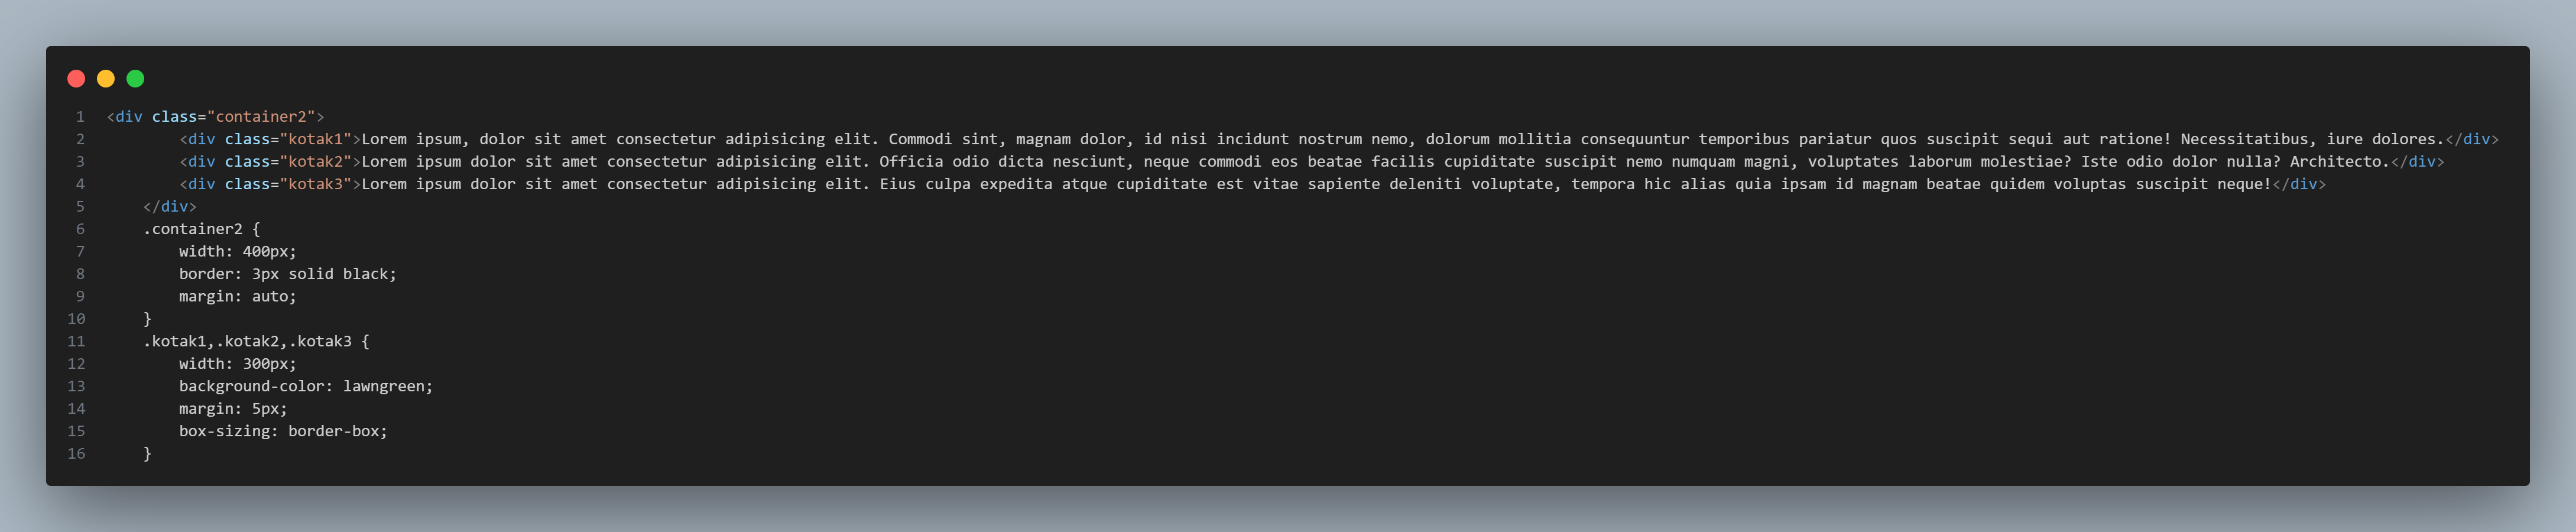 1 <div class="container2">
2 <div class="kotak1">Lorem ipsum, dolor sit amet consectetur adipisicing elit. Commodi sint, magnam dolor, id nisi incidunt nostrum nemo, dolorum mollitia consequuntur temporibus pariatur quos suscipit sequi aut ratione! Necessitatibus, iure dolores.</div>
3 <div class="kotak2">Lorem ipsum dolor sit amet consectetur adipisicing elit. Officia odio dicta nesciunt, neque commodi eos beatae facilis cupiditate suscipit nemo numquam magni, voluptates laborum molestiae? Iste odio dolor nulla? Architecto.</div>
4 <div class="kotak3">Lorem ipsum dolor sit amet consectetur adipisicing elit. Eius culpa expedita atque cupiditate est vitae sapiente deleniti voluptate, tempora hic alias quia ipsam id magnam beatae quidem voluptas suscipit neque!</div>
5 </div>
6 .container2 {
7 width: 400px;
8 border: 3px solid black;
9 margin: auto;
10 }
11 .kotak1,.kotak2,.kotak3 {
12 width: 300px;
13 background-color: lawngreen;
14 margin: 5px;
15 box-sizing: border-box;
16 }